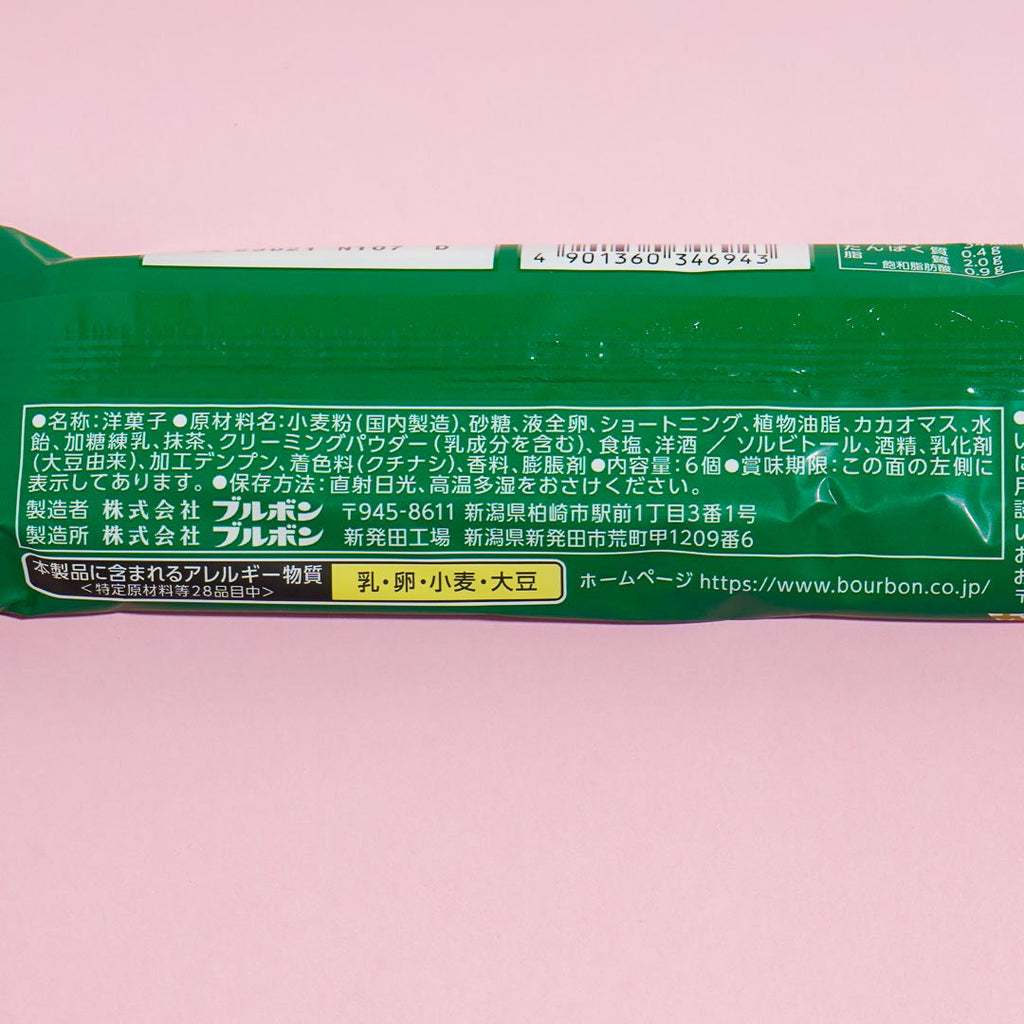 N107 D
4 901360 346943
たんぱく質
脂 質 0.4g
－飽和脂肪酸 2.0g
0.9g
●名称：洋菓子●原材料名：小麦粉（国内製造）、砂糖、液全卵、ショートニング、植物油脂、カカオマス、水
飴、加糖練乳、抹茶、クリーミングパウダー（乳成分を含む）、食塩、洋酒 ／ ソルビトール、酒精、乳化剤
（大豆由来）、加工デンプン、着色料（クチナシ）、香料、膨脹剤●内容量：6個●賞味期限：この面の左側に
表示してあります。●保存方法：直射日光、高温多湿をおさけください。
製造者 株式会社 ブルボン 〒945-8611 新潟県柏崎市駅前1丁目3番1号
製造所 株式会社 ブルボン 新発田工場 新潟県新発田市荒町甲1209番6
本製品に含まれるアレルギー物質
＜特定原材料等28品目中＞
乳・卵・小麦・大豆
ホームページ https://www.bourbon.co.jp/